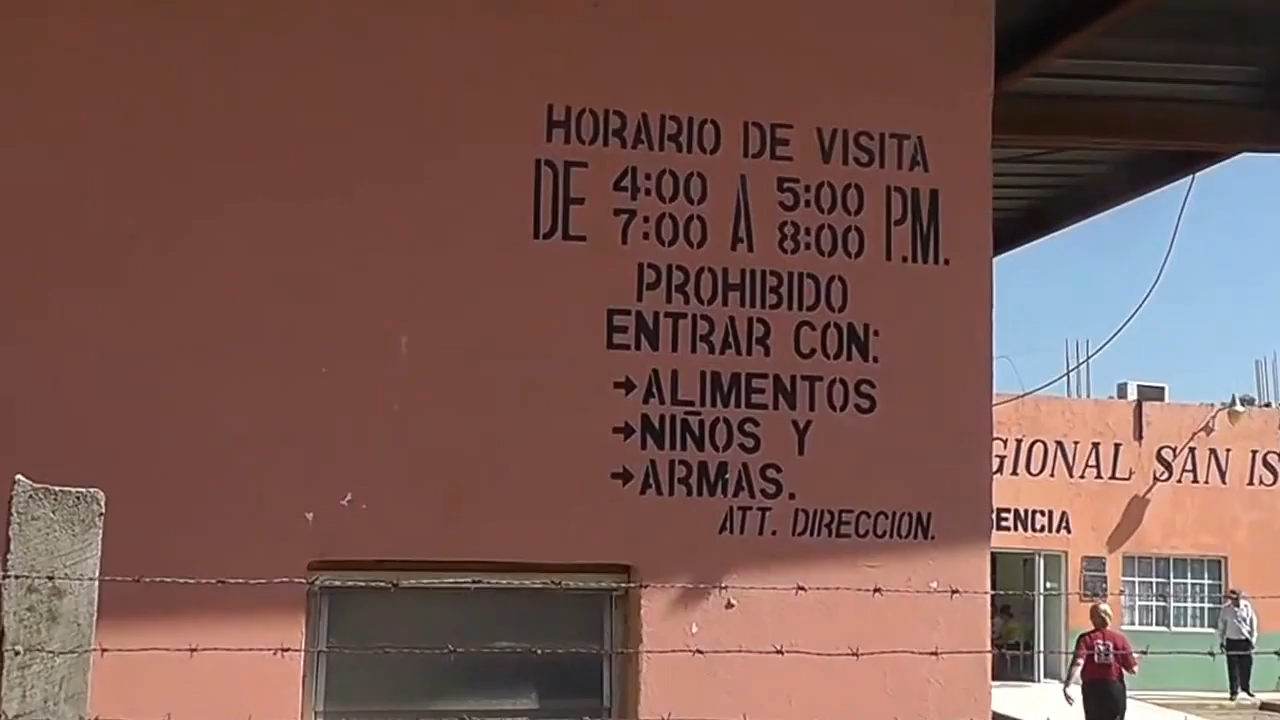 HORARIO DE VISITA
DE 4:00 A 5:00 P.M.
7:00 8:00
PROHIBIDO
ENTRAR CON:
→ALIMENTOS
→NIÑOS Y
→ARMAS.
ATT. DIRECCION.
GIONAL SAN IS
ENCIA